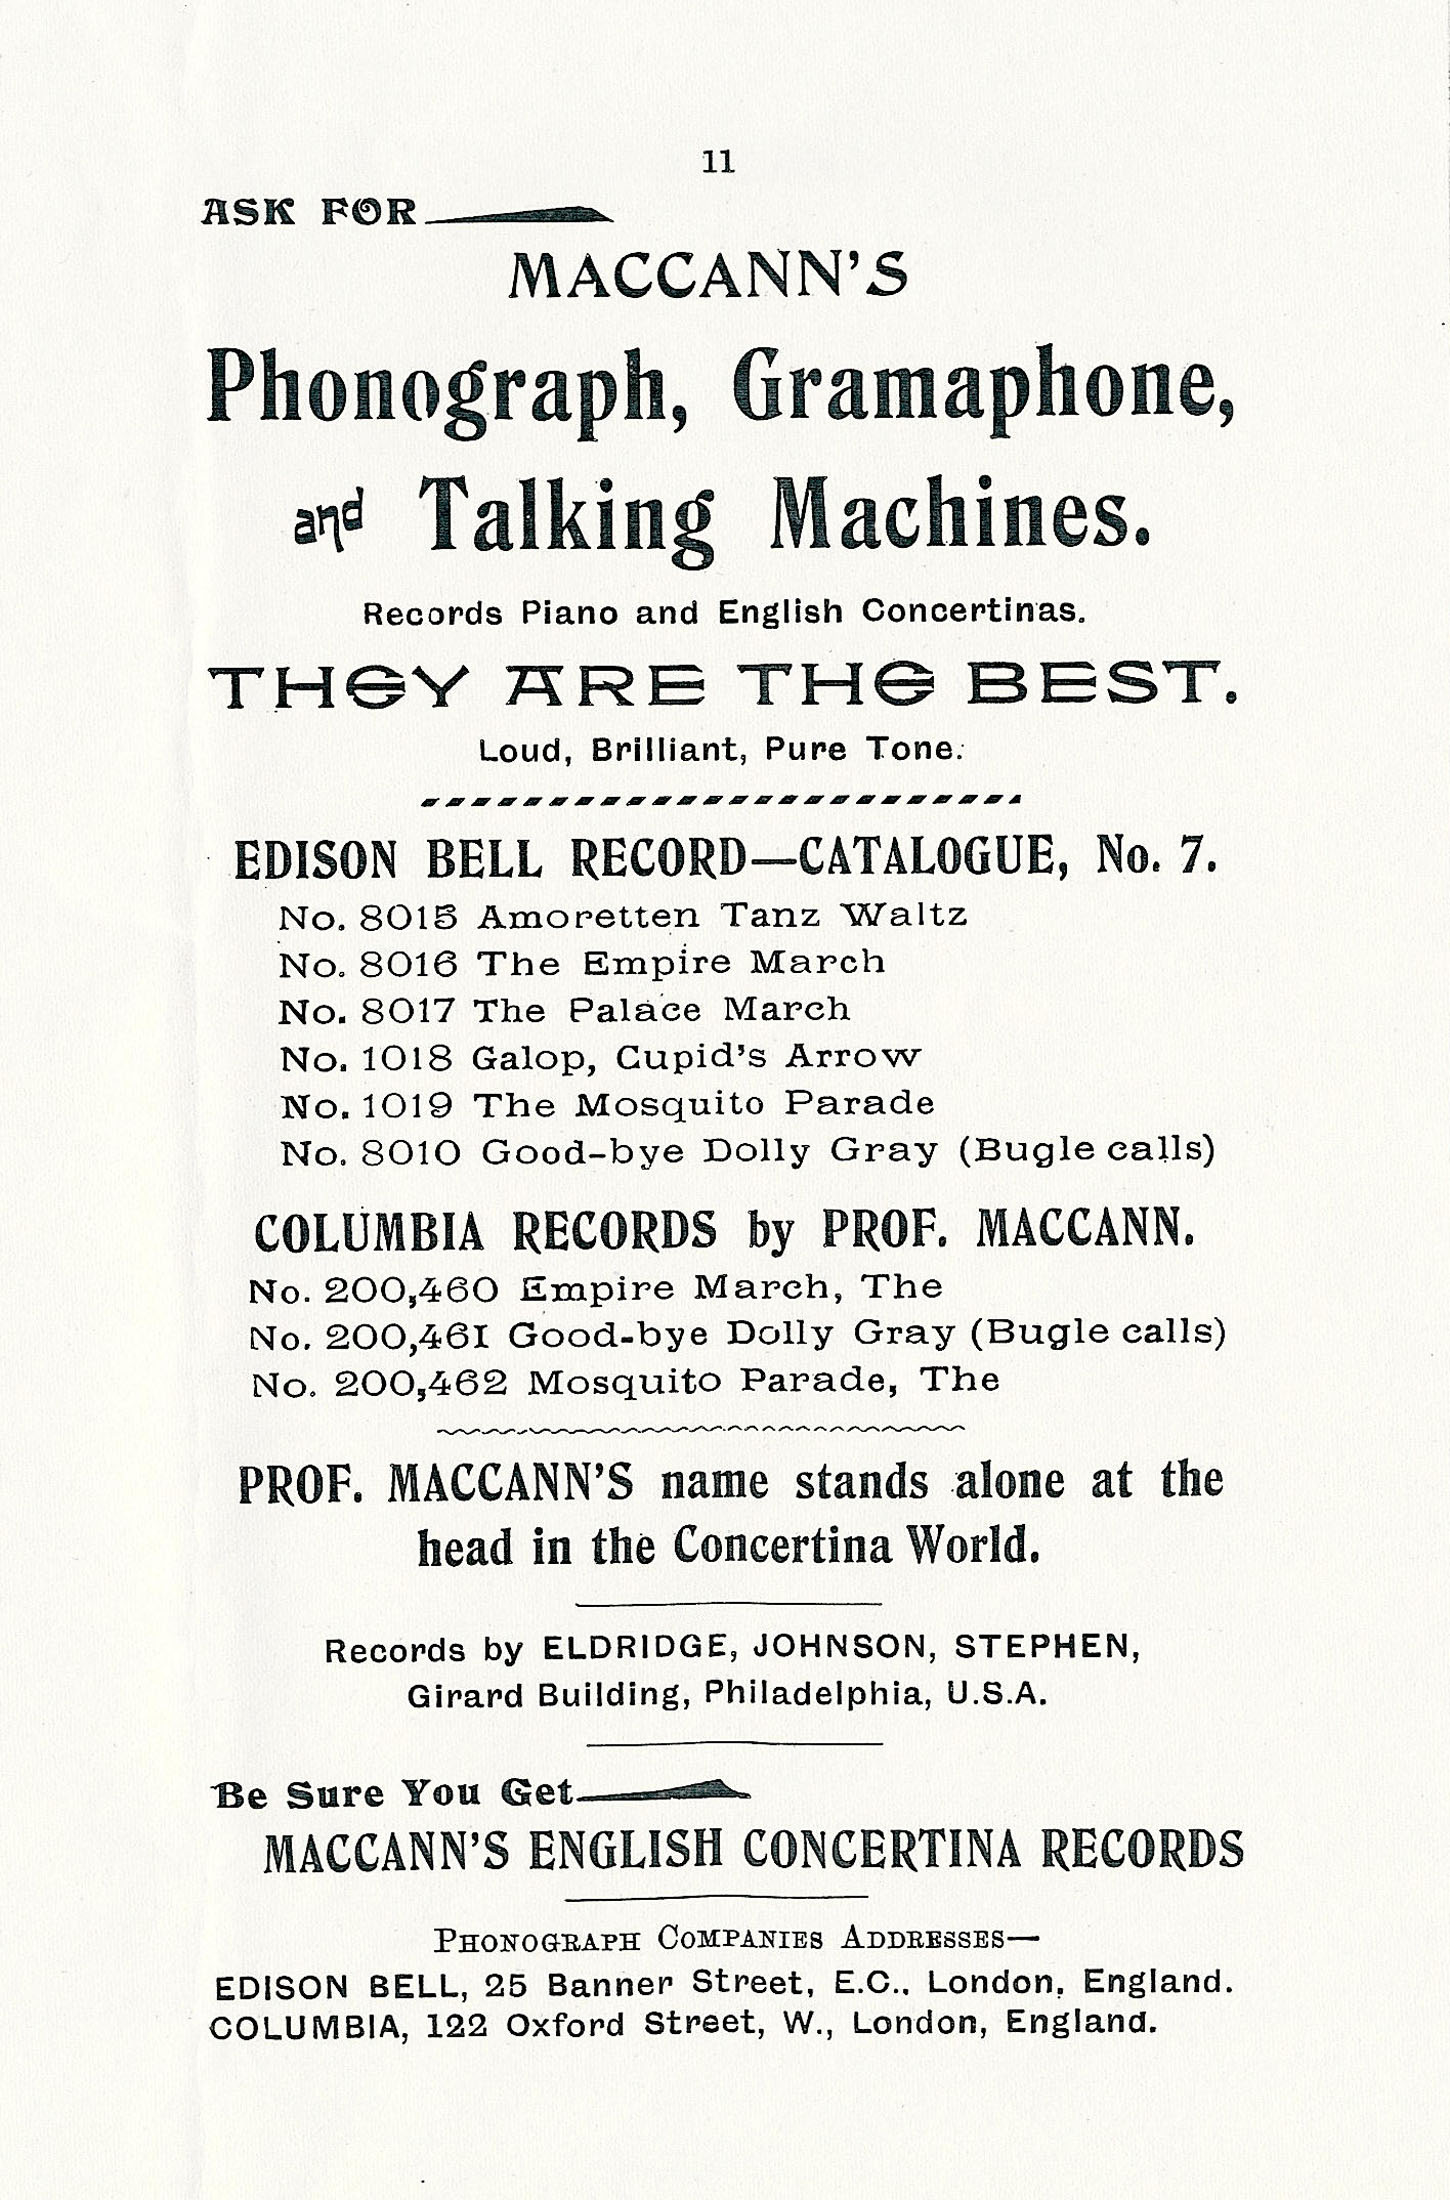 11
ASK FOR
MACCANN'S
Phonograph, Gramaphone,
and Talking Machines.
Records Piano and English Concertinas.
THEY ARE THE BEST.
Loud, Brilliant, Pure Tone.
EDISON BELL RECORD—CATALOGUE, No. 7.
No. 8015 Amoretten Tanz Waltz
No. 8016 The Empire March
No. 8017 The Palace March
No. 1018 Galop, Cupid's Arrow
No. 1019 The Mosquito Parade
No. 8010 Good-bye Dolly Gray (Bugle calls)
COLUMBIA RECORDS by PROF. MACCANN.
No. 200,460 Empire March, The
No. 200,461 Good-bye Dolly Gray (Bugle calls)
No. 200,462 Mosquito Parade, The
PROF. MACCANN'S name stands alone at the
head in the Concertina World.
Records by ELDRIDGE, JOHNSON, STEPHEN,
Girard Building, Philadelphia, U.S.A.
Be Sure You Get
MACCANN'S ENGLISH CONCERTINA RECORDS
PHONOGRAPH COMPANIES ADDRESSES—
EDISON BELL, 25 Banner Street, E.C., London, England.
COLUMBIA, 122 Oxford Street, W., London, England.